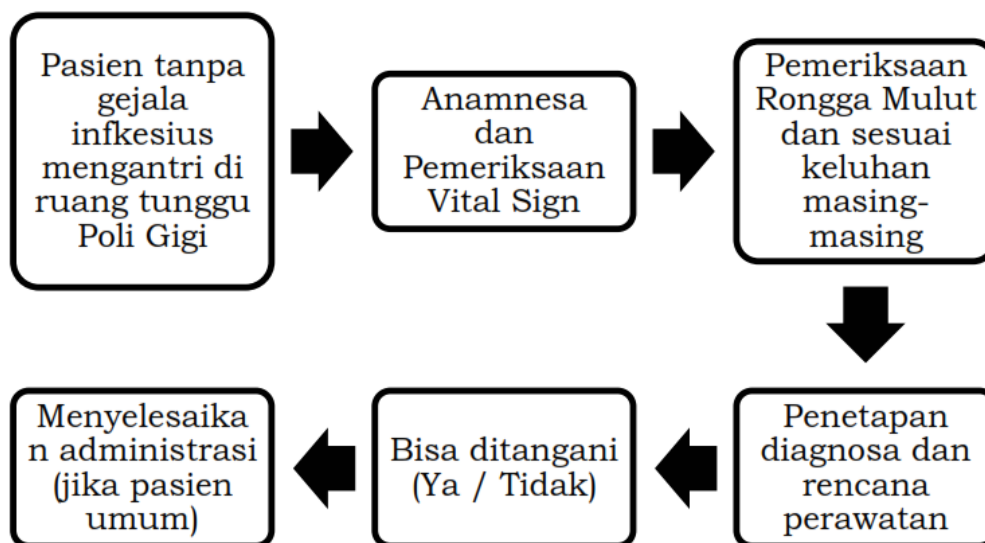 Pasien tanpa
gejala
infkesius
mengantri di
ruang tunggu
Poli Gigi
Anamnesa
dan
Pemeriksaan
Vital Sign
Pemeriksaan
Rongga Mulut
dan sesuai
keluhan
masing-
masing
Penetapan
diagnosa dan
rencana
perawatan
Bisa ditangani
(Ya / Tidak)
Menyelesaika
n administrasi
(jika pasien
umum)